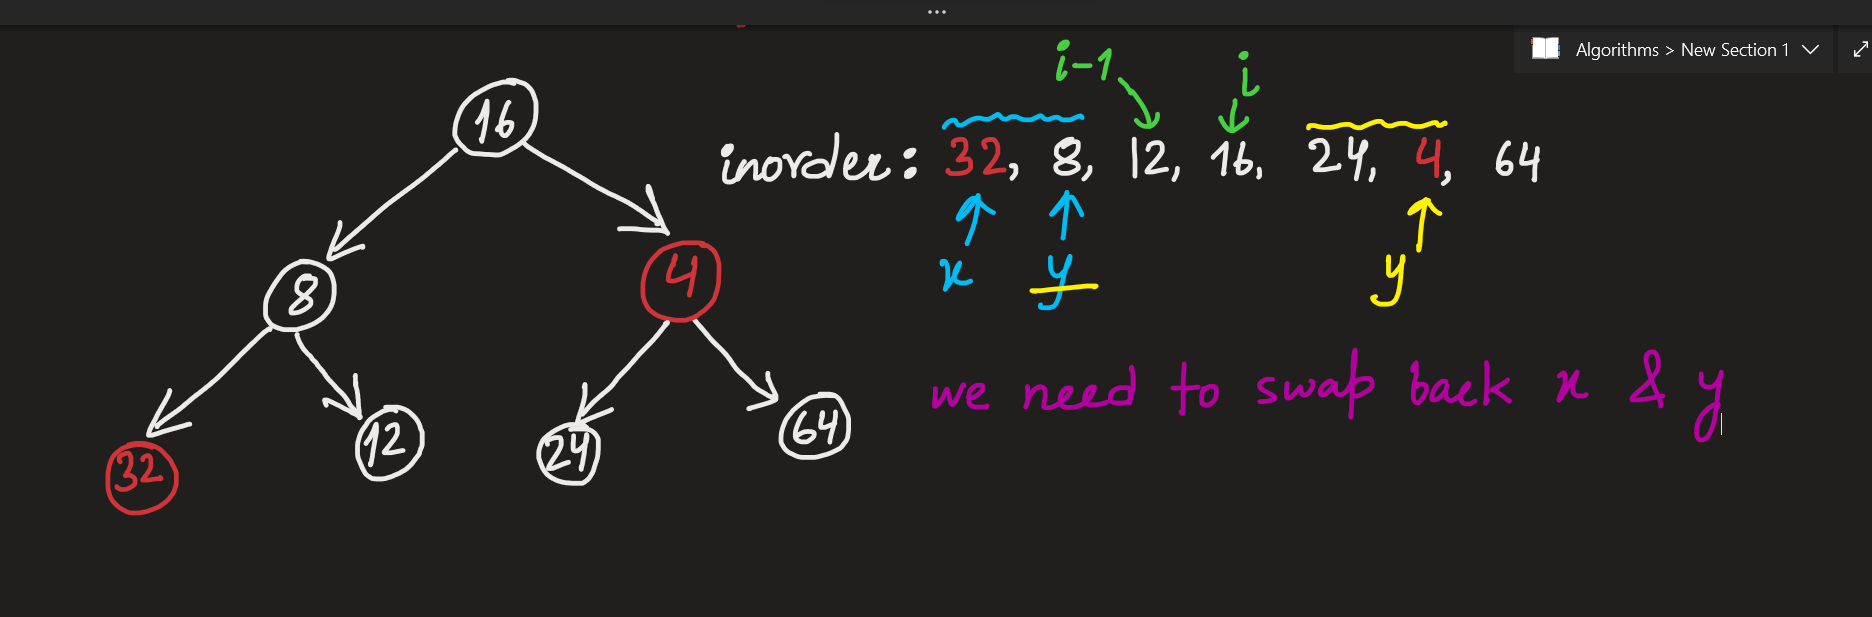 ...
Algorithms > New Section 1
i-1
i
16
inorder: 32, 8, 12, 16, 24, 4, 64
8
4
x
y
y
we need to swap back x & y
32
12
24
64